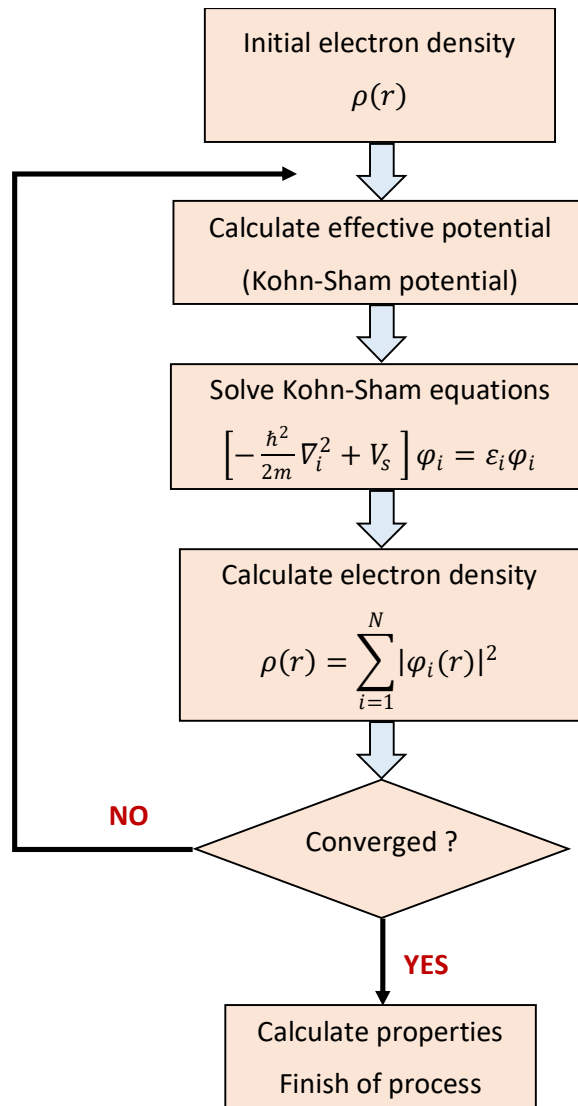 Initial electron density
𝜌(𝑟)
Calculate effective potential
(Kohn-Sham potential)
Solve Kohn-Sham equations
[−ℏ²/2m ∇ᵢ² + Vₛ] φᵢ = εᵢφᵢ
Calculate electron density
ρ(r) = ∑ᵢ₌₁ᴺ |φᵢ(r)|²
Converged ?
NO
YES
Calculate properties
Finish of process